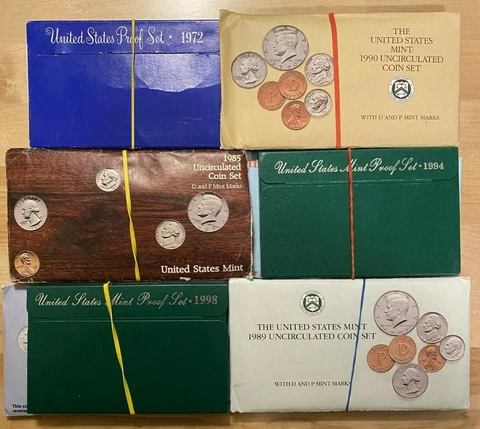 United States Proof Set · 1972
THE
UNITED STATES
MINT
1990 UNCIRCULATED
COIN SET
WITH D AND P MINT MARKS
1985
Uncirculated
Coin Set
D and P Mint Marks
United States Mint
United States Mint Proof Set · 1994
United States Mint Proof Set · 1998
This
reverse
THE UNITED STATES MINT
1989 UNCIRCULATED COIN SET
P
D
WITH D AND P MINT MARKS